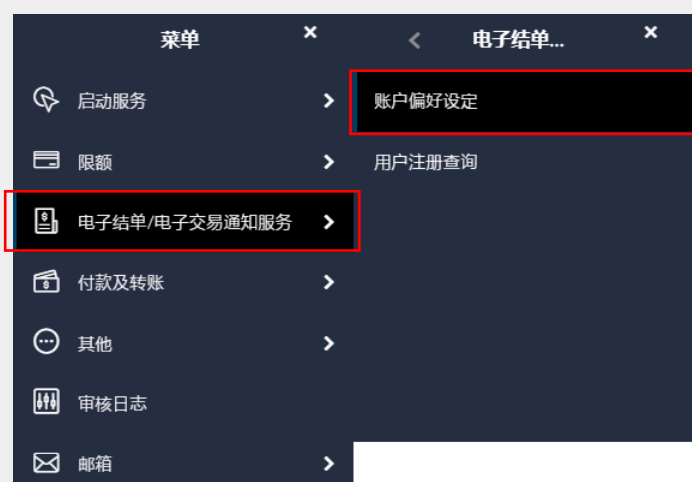 菜单
启动服务
限额
电子结单/电子交易通知服务
付款及转账
其他
审核日志
邮箱
电子结单...
账户偏好设定
用户注册查询